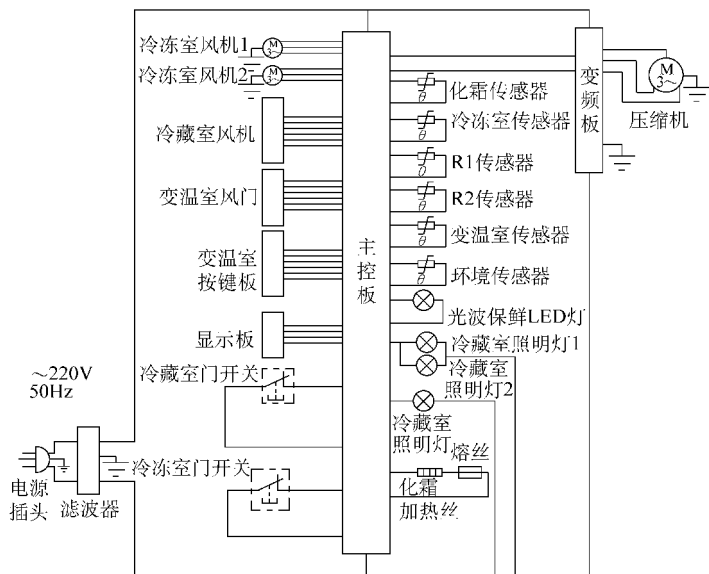 冷冻室风机1
M
3~
冷冻室风机2
M
3~
冷藏室风机
变温室风门
变温室
按键板
显示板
冷藏室门开关
～220V
50Hz
冷冻室门开关
电源
插头
滤波器
主控板
θ
化霜传感器
θ
冷冻室传感器
θ
R1传感器
θ
R2传感器
θ
变温室传感器
θ
环境传感器
光波保鲜LED灯
冷藏室照明灯1
冷藏室
照明灯2
冷藏室
照明灯
熔丝
化霜
加热丝
变频板
M
3~
压缩机